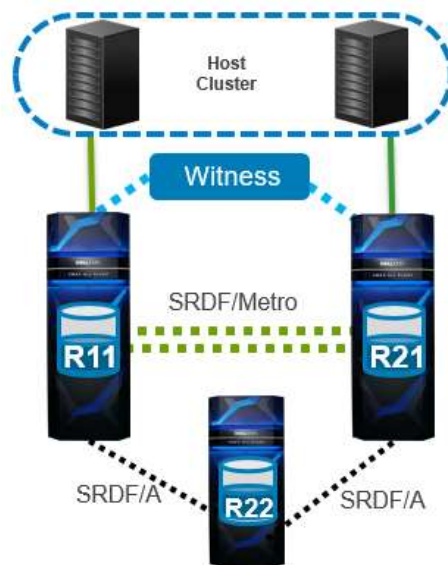 Host
Cluster
Witness
SRDF/Metro
R11
R21
SRDF/A
SRDF/A
R22